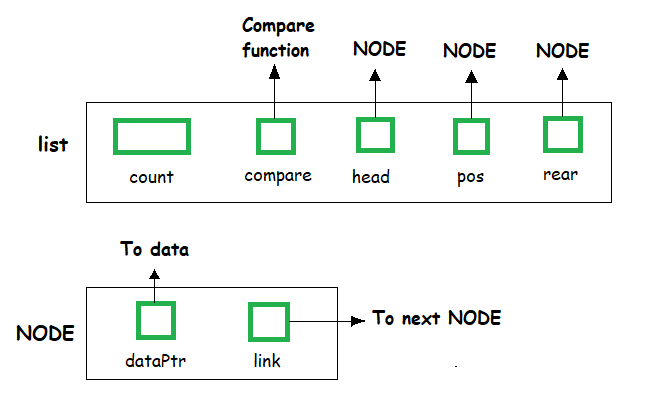 Compare
function
NODE
NODE
NODE
list
count
compare
head
pos
rear
To data
NODE
To next NODE
dataPtr
link